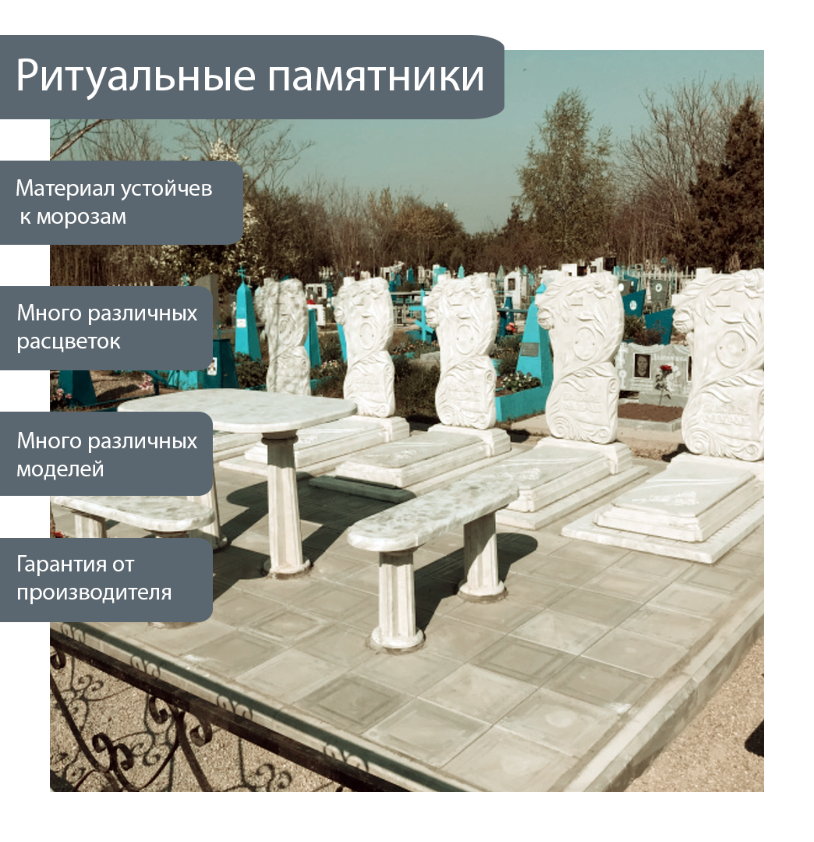 Ритуальные памятники
Материал устойчев
к морозам
Много различных
расцветок
Много различных
моделей
Гарантия от
производителя